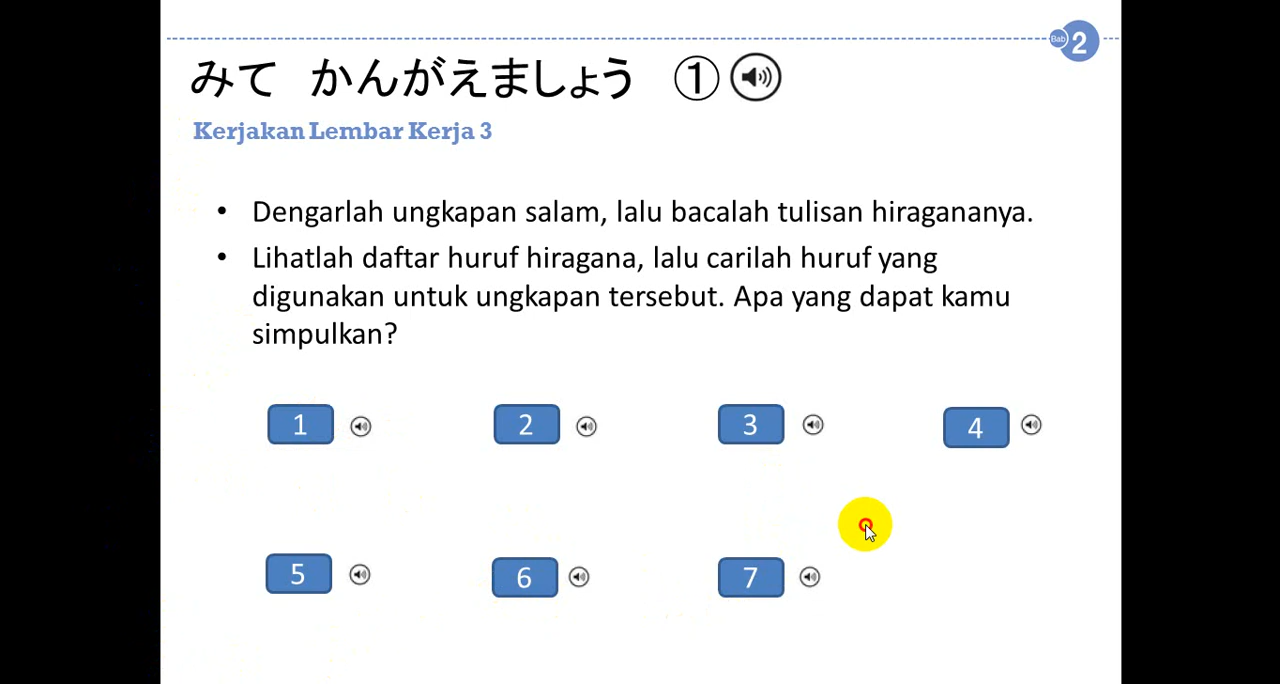 Bab 2
みて かんがえましょう ①
Kerjakan Lembar Kerja 3
• Dengarlah ungkapan salam, lalu bacalah tulisan hiragananya.
• Lihatlah daftar huruf hiragana, lalu carilah huruf yang
digunakan untuk ungkapan tersebut. Apa yang dapat kamu
simpulkan?
1 2 3 4
5 6 7